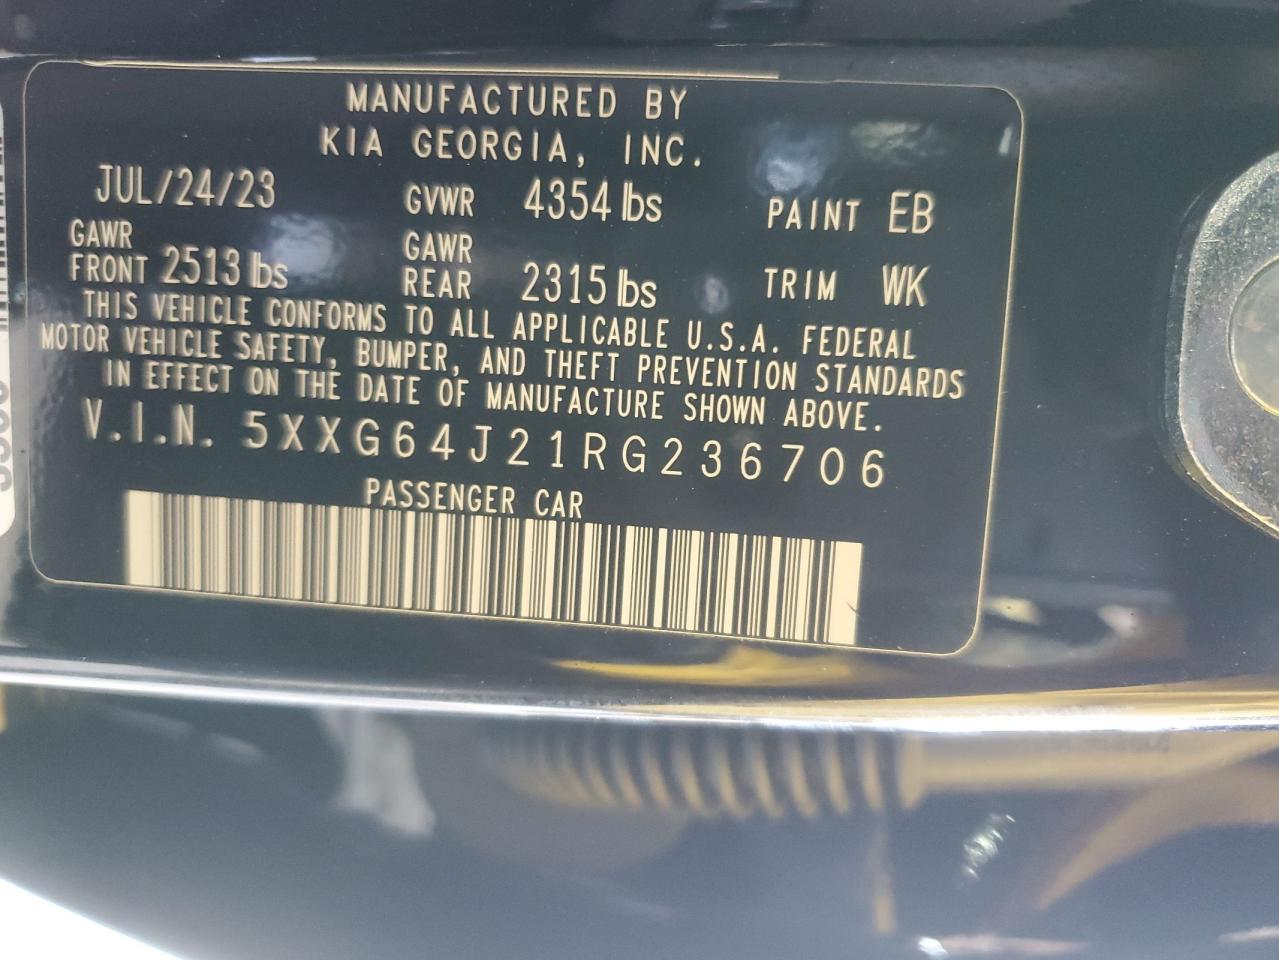 MANUFACTURED BY
KIA GEORGIA, INC.
JUL/24/23 GVWR 4354 lbs PAINT EB
GAWR FRONT 2513 lbs GAWR REAR 2315 lbs TRIM WK
THIS VEHICLE CONFORMS TO ALL APPLICABLE U.S.A. FEDERAL
MOTOR VEHICLE SAFETY, BUMPER, AND THEFT PREVENTION STANDARDS
IN EFFECT ON THE DATE OF MANUFACTURE SHOWN ABOVE.
V.I.N. 5XXG64J21RG236706
PASSENGER CAR